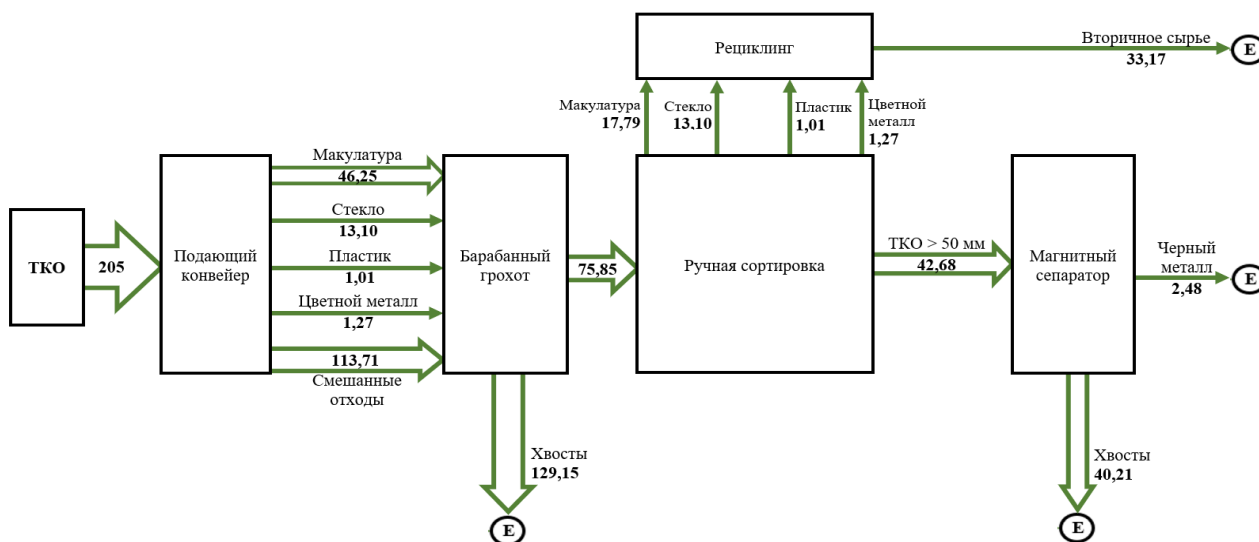 Рециклинг
Вторичное сырье
33,17
Е
Макулатура
17,79
Стекло
13,10
Пластик
1,01
Цветной
металл
1,27
ТКО
205
Подающий
конвейер
Макулатура
46,25
Стекло
13,10
Пластик
1,01
Цветной металл
1,27
113,71
Смешанные
отходы
Барабанный
грохот
75,85
Ручная сортировка
ТКО > 50 мм
42,68
Магнитный
сепаратор
Черный
металл
2,48
Е
Хвосты
129,15
Е
Хвосты
40,21
Е